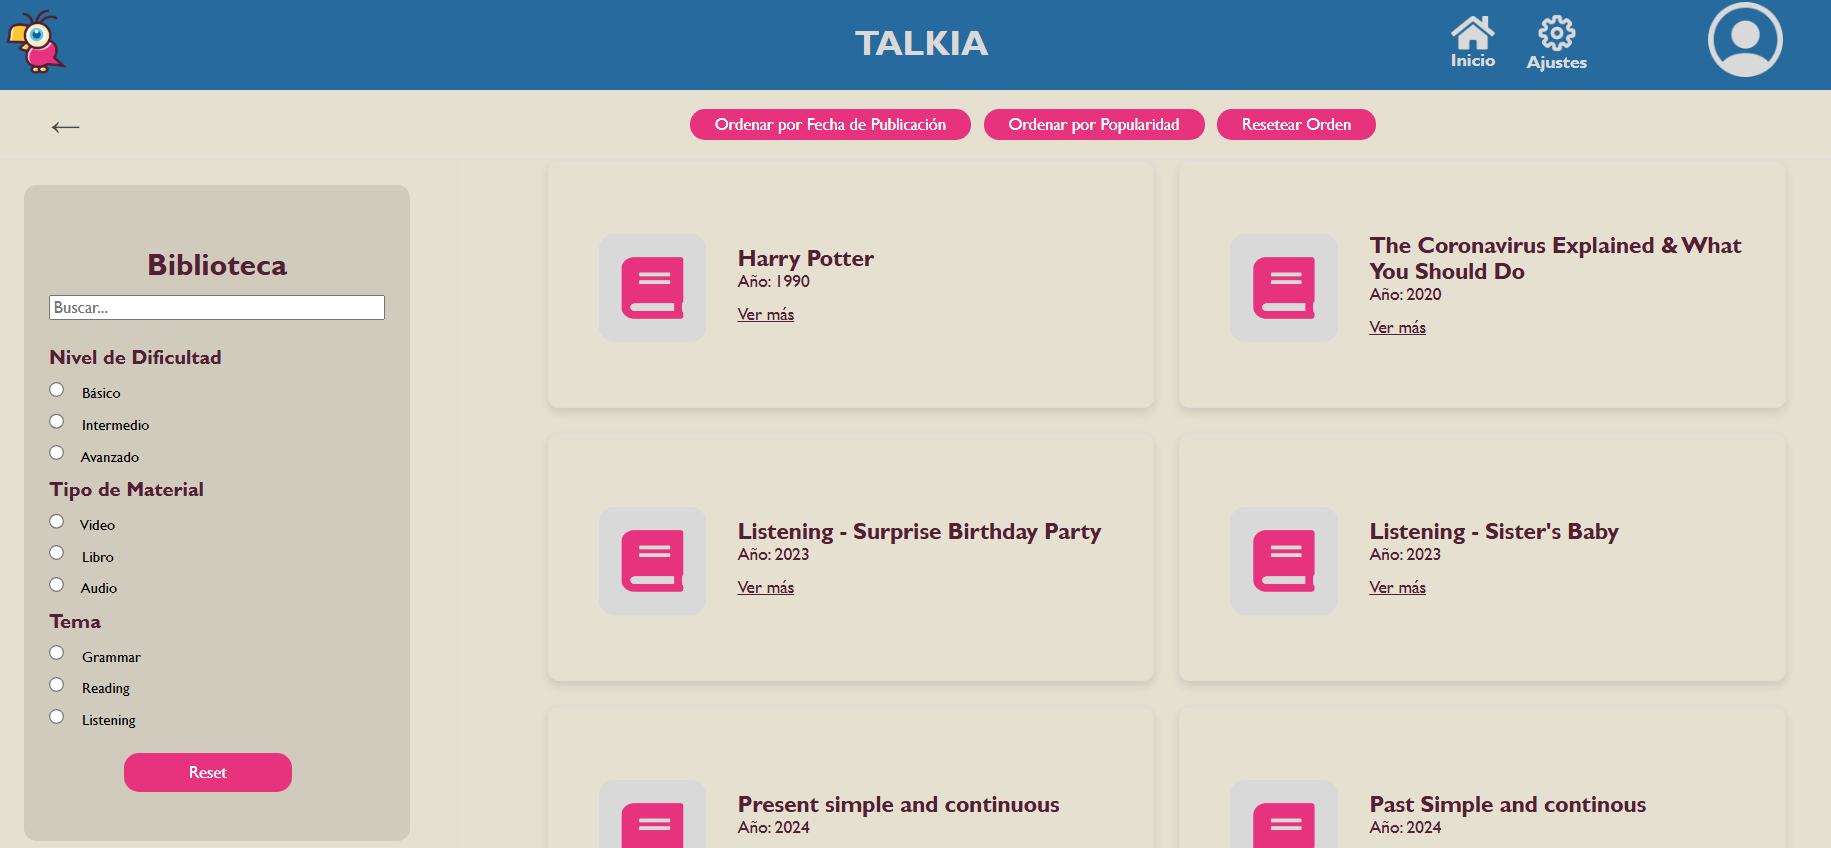 TALKIA
Inicio
Ajustes
←
Ordenar por Fecha de Publicación
Ordenar por Popularidad
Resetear Orden
Biblioteca
Buscar...
Nivel de Dificultad
Básico
Intermedio
Avanzado
Tipo de Material
Video
Libro
Audio
Tema
Grammar
Reading
Listening
Reset
Harry Potter
Año: 1990
Ver más
The Coronavirus Explained & What
You Should Do
Año: 2020
Ver más
Listening - Surprise Birthday Party
Año: 2023
Ver más
Listening - Sister's Baby
Año: 2023
Ver más
Present simple and continuous
Año: 2024
Past Simple and continous
Año: 2024